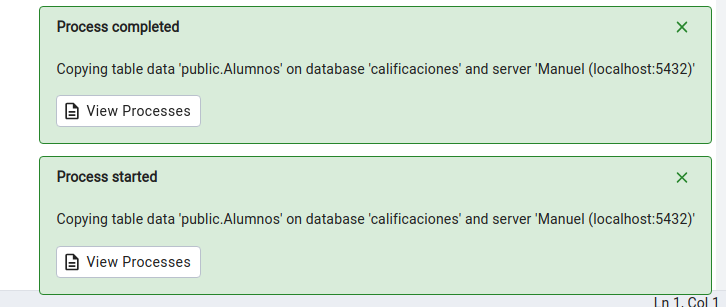 Process completed
Copying table data 'public.Alumnos' on database 'calificaciones' and server 'Manuel (localhost:5432)'
View Processes
Process started
Copying table data 'public.Alumnos' on database 'calificaciones' and server 'Manuel (localhost:5432)'
View Processes
Ln 1, Col 1